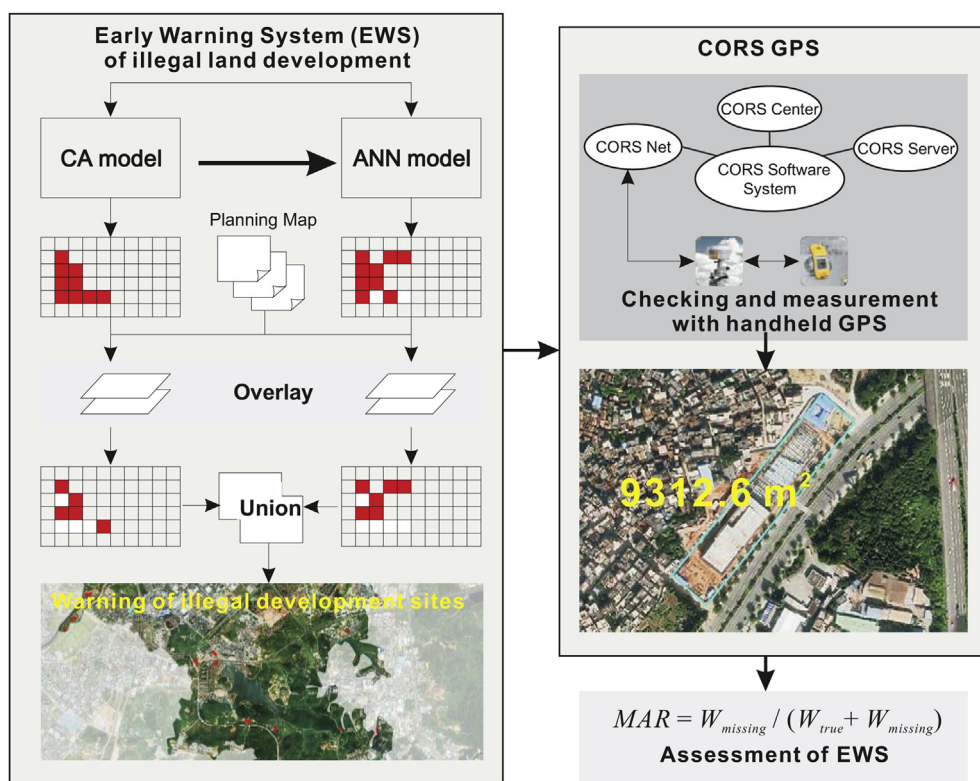 Early Warning System (EWS)
of illegal land development
CA model
ANN model
Planning Map
Overlay
Union
Warning of illegal development sites
CORS GPS
CORS Center
CORS Net
CORS Server
CORS Software
System
Checking and measurement
with handheld GPS
9312.6 m²
MAR = W_missing / (W_true + W_missing)
Assessment of EWS